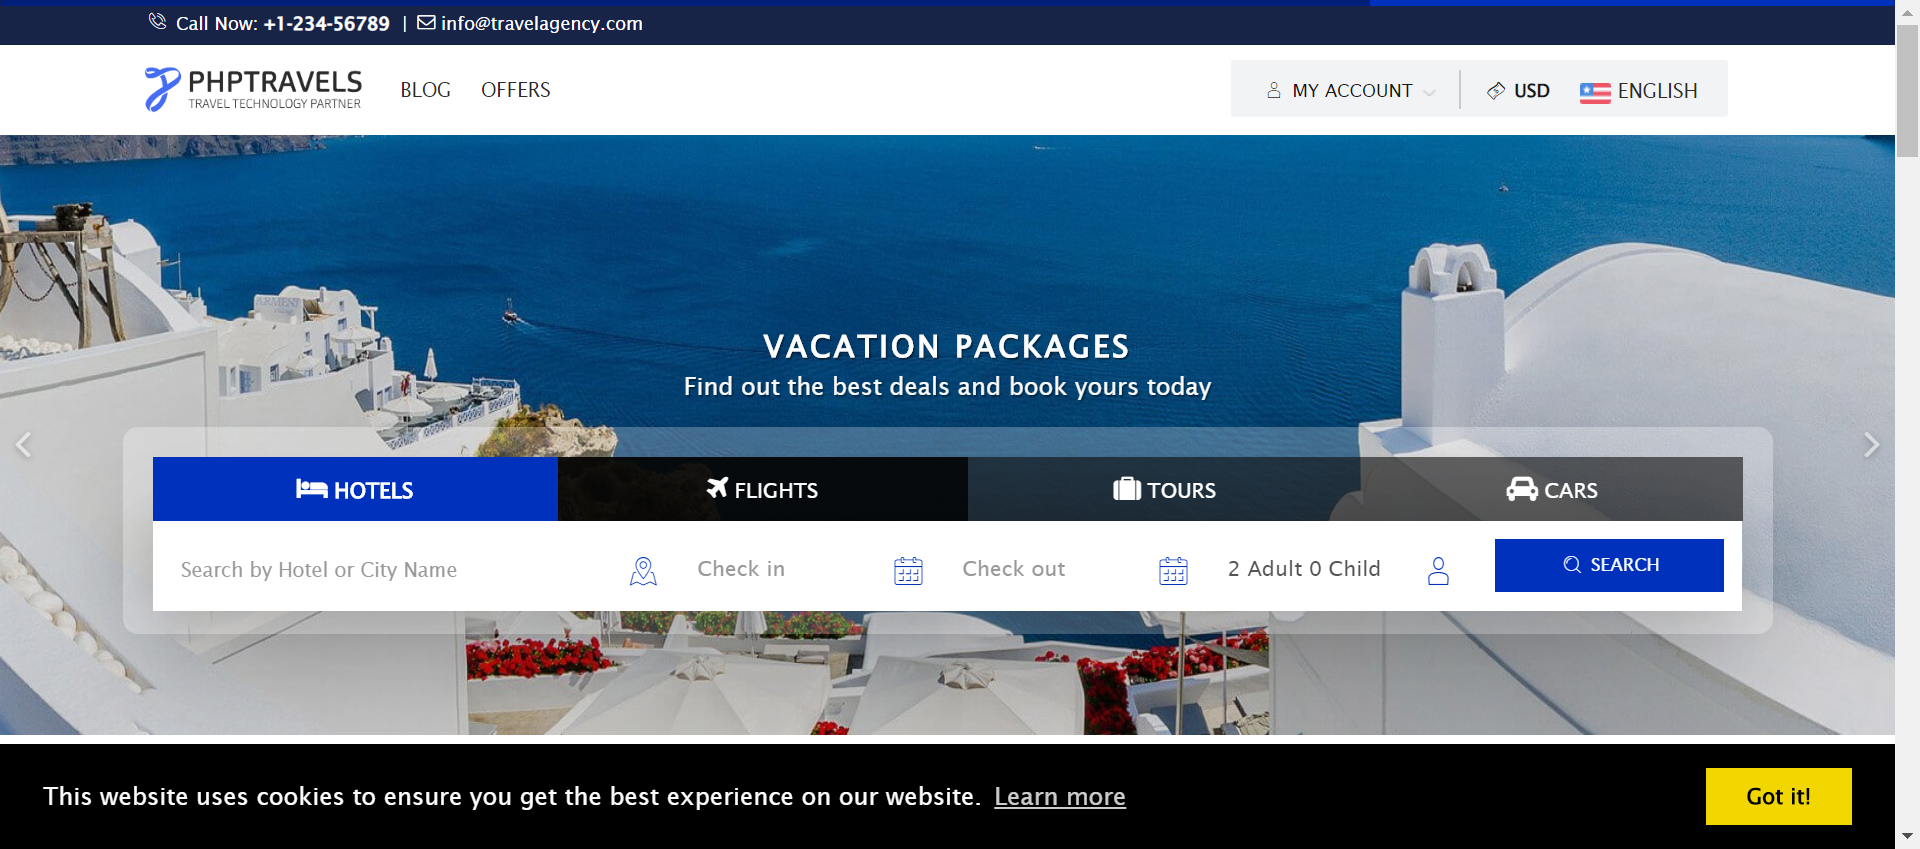 Call Now: +1-234-56789 | info@travelagency.com
PHPTRAVELS
TRAVEL TECHNOLOGY PARTNER
BLOG OFFERS
MY ACCOUNT USD ENGLISH
VACATION PACKAGES
Find out the best deals and book yours today
HOTELS FLIGHTS TOURS CARS
Search by Hotel or City Name Check in Check out 2 Adult 0 Child SEARCH
This website uses cookies to ensure you get the best experience on our website. Learn more Got it!